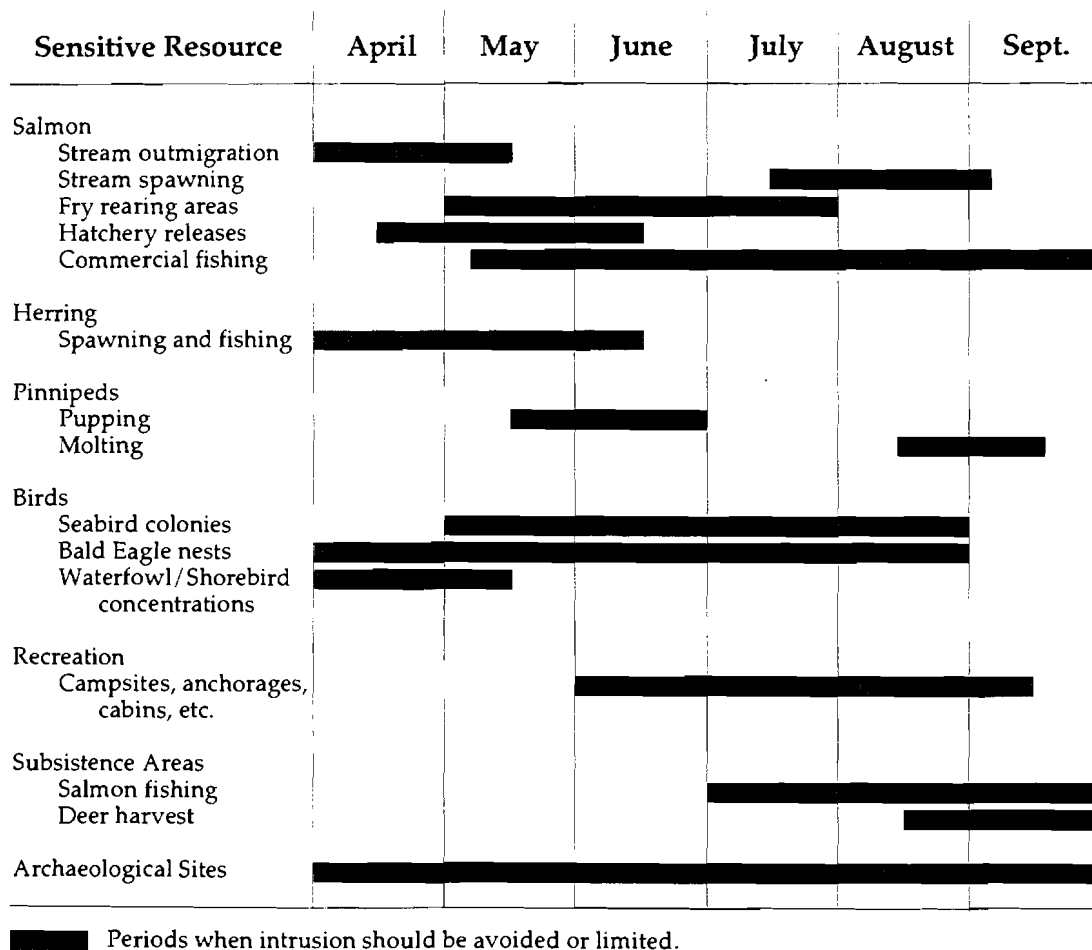 Sensitive Resource April May June July August Sept.
Salmon
Stream outmigration
Stream spawning
Fry rearing areas
Hatchery releases
Commercial fishing
Herring
Spawning and fishing
Pinnipeds
Pupping
Molting
Birds
Seabird colonies
Bald Eagle nests
Waterfowl/Shorebird
concentrations
Recreation
Campsites, anchorages,
cabins, etc.
Subsistence Areas
Salmon fishing
Deer harvest
Archaeological Sites
Periods when intrusion should be avoided or limited.